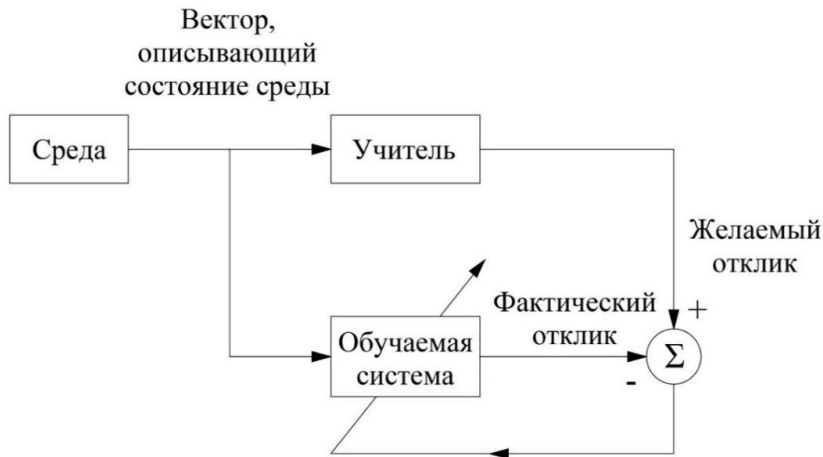 Вектор,
описывающий
состояние среды
Среда
Учитель
Желаемый
отклик
Фактический
отклик
+
Обучаемая
система
Σ
-